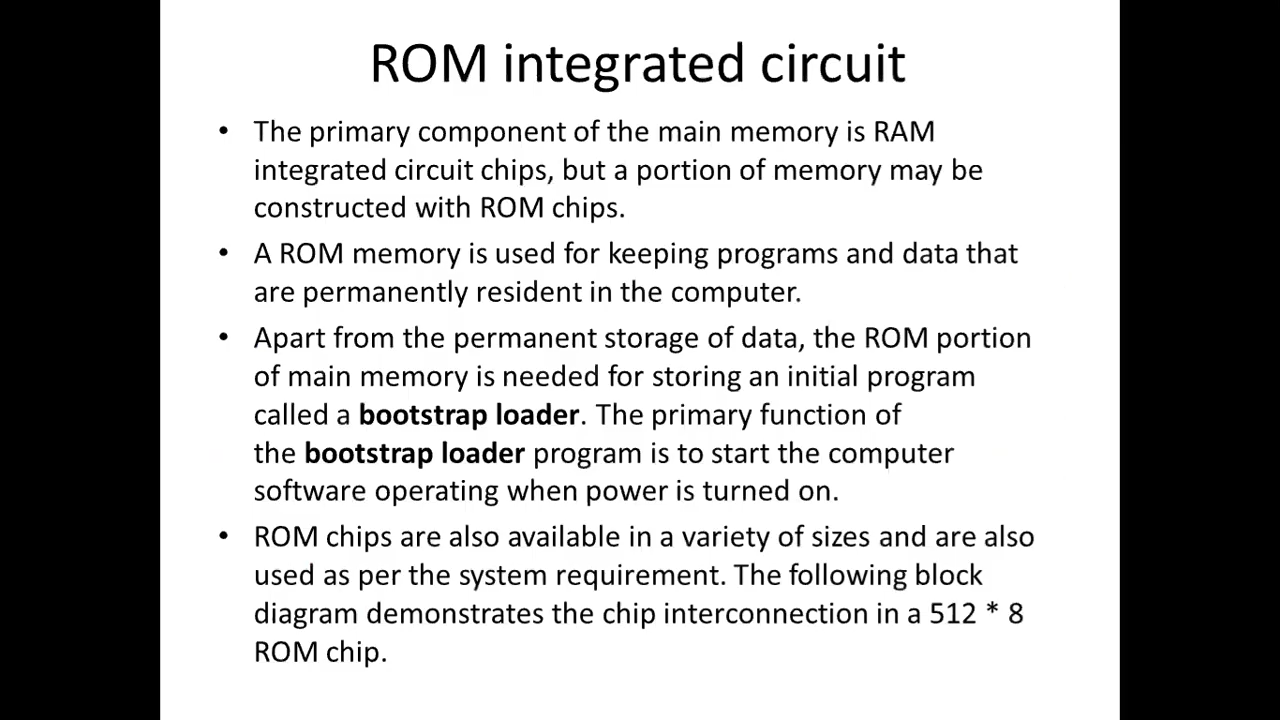 ROM integrated circuit
• The primary component of the main memory is RAM
integrated circuit chips, but a portion of memory may be
constructed with ROM chips.
• A ROM memory is used for keeping programs and data that
are permanently resident in the computer.
• Apart from the permanent storage of data, the ROM portion
of main memory is needed for storing an initial program
called a bootstrap loader. The primary function of
the bootstrap loader program is to start the computer
software operating when power is turned on.
• ROM chips are also available in a variety of sizes and are also
used as per the system requirement. The following block
diagram demonstrates the chip interconnection in a 512 * 8
ROM chip.